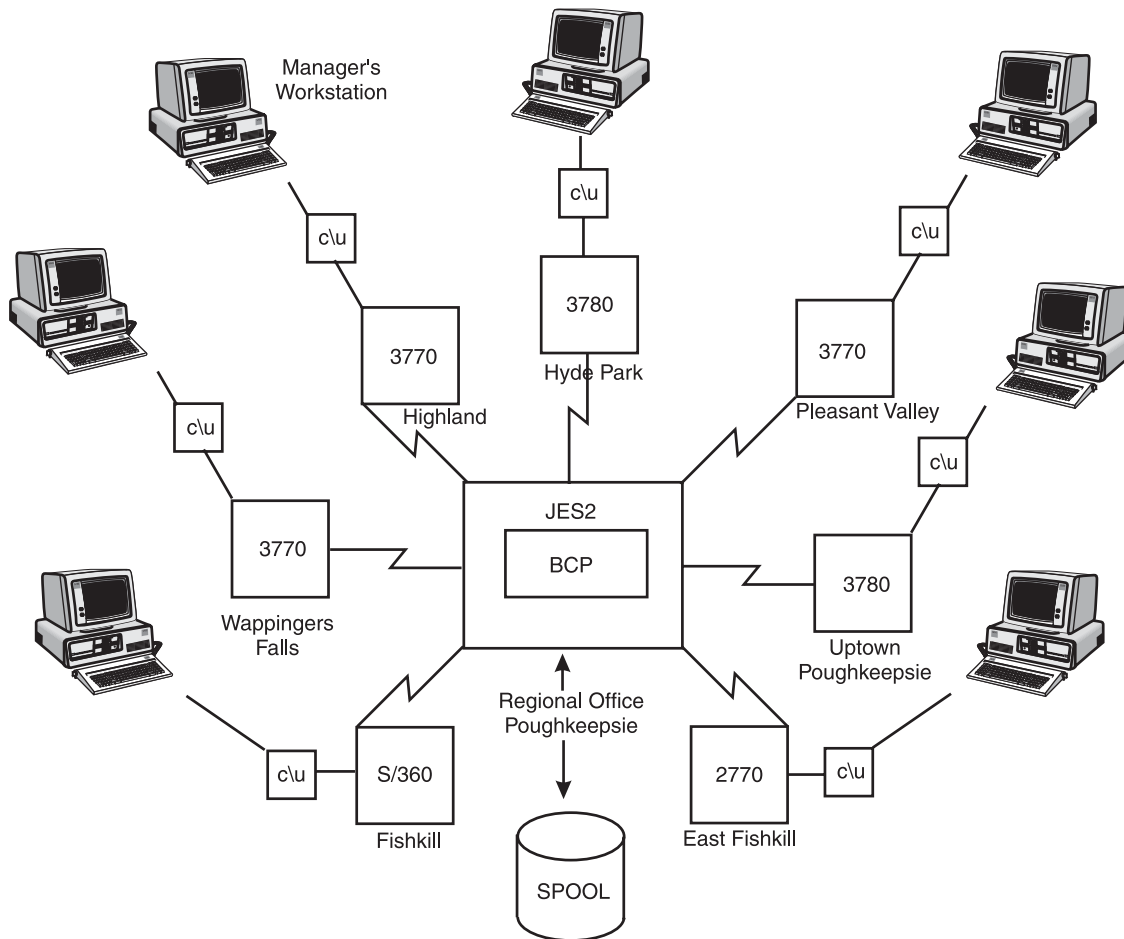 Manager's
Workstation
c\u
c\u
c\u
3780
Hyde Park
3770
Highland
3770
Pleasant Valley
c\u
c\u
JES2
BCP
3770
Wappingers
Falls
3780
Uptown
Poughkeepsie
Regional Office
Poughkeepsie
c\u
S/360
Fishkill
2770
East Fishkill
c\u
SPOOL